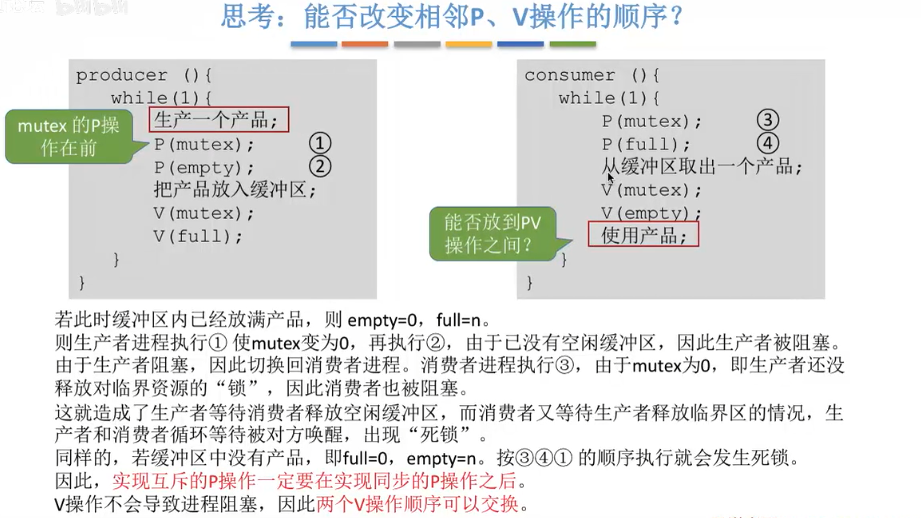 思考：能否改变相邻P、V操作的顺序？
producer (){
while(1){
生产一个产品;
mutex 的P操
作在前
P(mutex); ①
P(empty); ②
把产品放入缓冲区;
V(mutex);
V(full);
}
}
consumer (){
while(1){
P(mutex); ③
P(full); ④
从缓冲区取出一个产品;
V(mutex);
V(empty);
能否放到PV
操作之间？
使用产品;
}
}
若此时缓冲区内已经放满产品，则 empty=0，full=n。
则生产者进程执行① 使mutex变为0，再执行②，由于已没有空闲缓冲区，因此生产者被阻塞。
由于生产者阻塞，因此切换回消费者进程。消费者进程执行③，由于mutex为0，即生产者还没
释放对临界资源的“锁”，因此消费者也被阻塞。
这就造成了生产者等待消费者释放空闲缓冲区，而消费者又等待生产者释放临界区的情况，生
产者和消费者循环等待被对方唤醒，出现“死锁”。
同样的，若缓冲区中没有产品，即full=0，empty=n。按③④① 的顺序执行就会发生死锁。
因此，实现互斥的P操作一定要在实现同步的P操作之后。
V操作不会导致进程阻塞，因此两个V操作顺序可以交换。